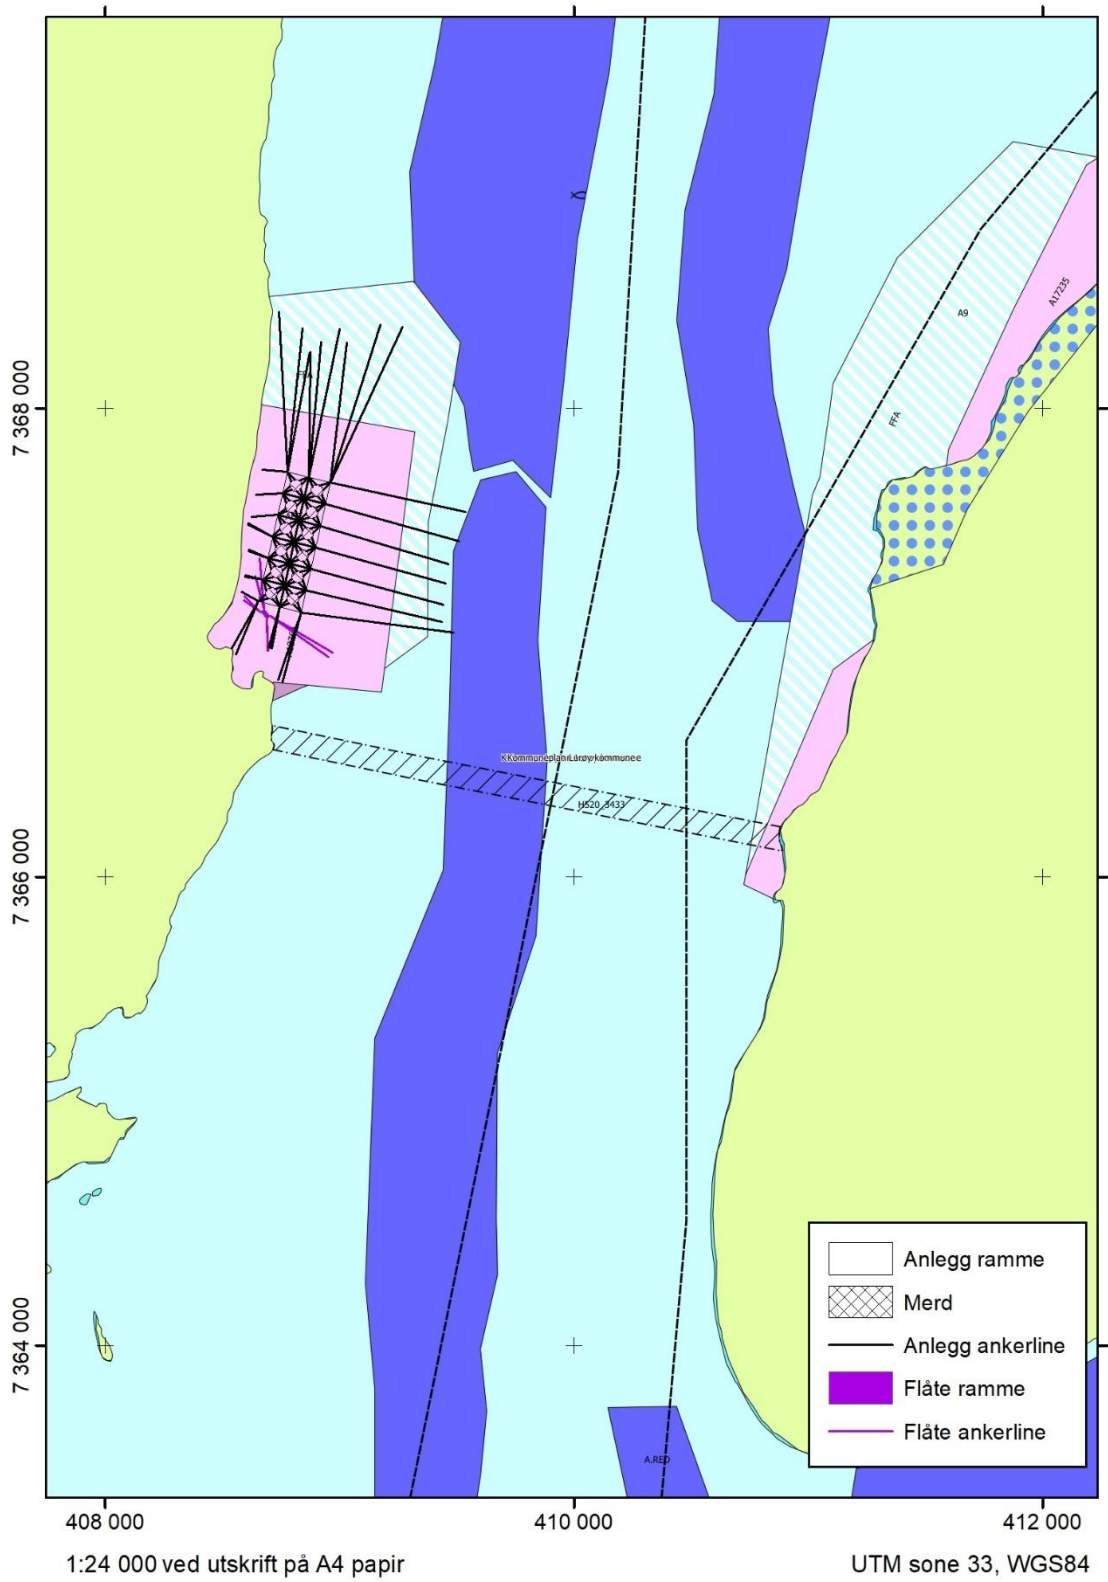 7 368 000
7 366 000
7 364 000
A17235
A9
FFA
H520_3433
A.RED
Anlegg ramme
Merd
Anlegg ankerline
Flåte ramme
Flåte ankerline
408 000
410 000
412 000
1:24 000 ved utskrift på A4 papir
UTM sone 33, WGS84